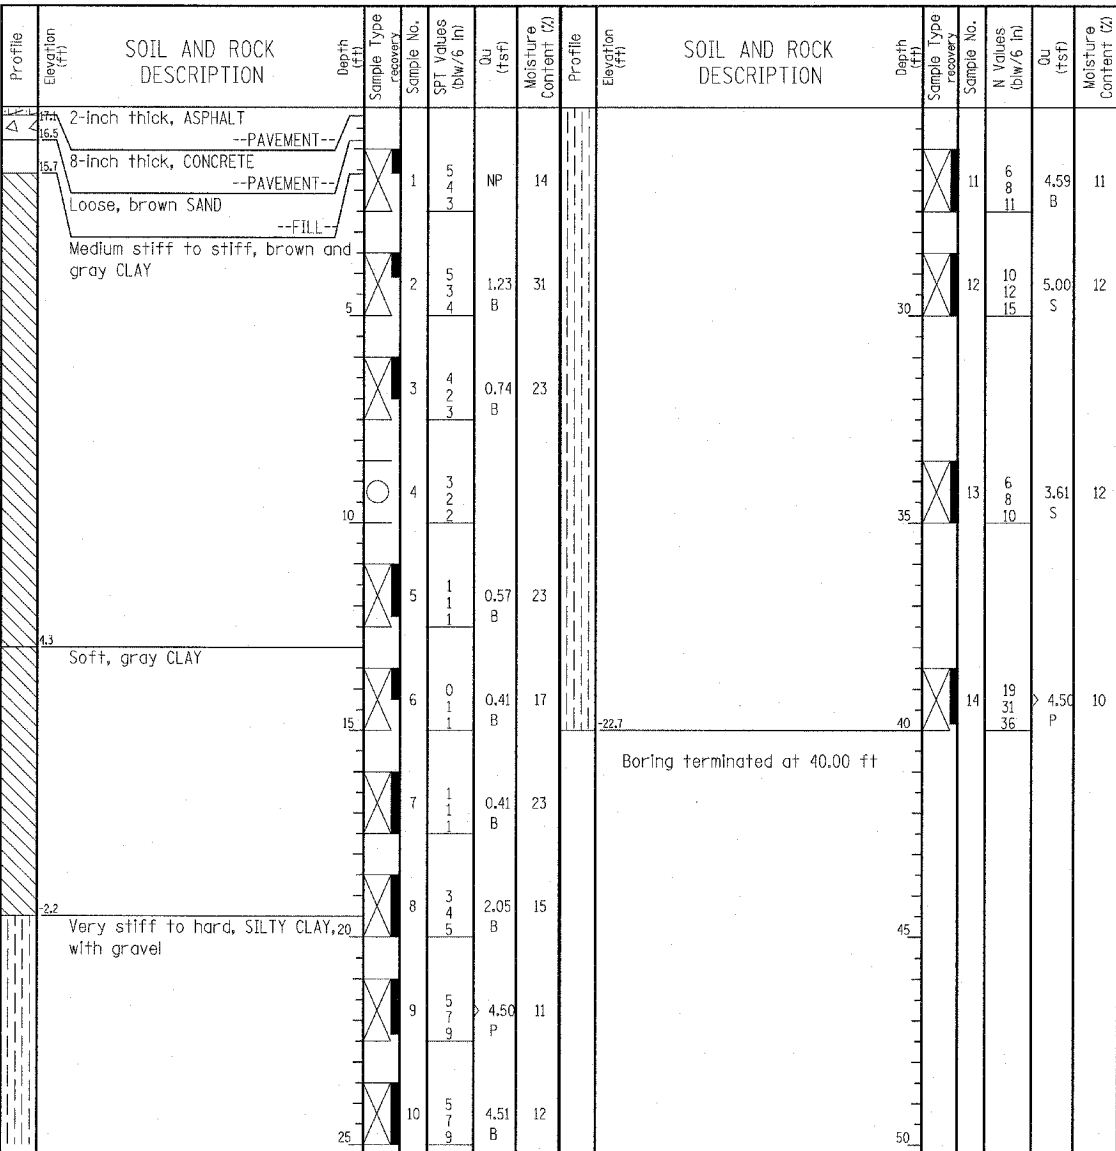 Profile
Elevation (ft)
SOIL AND ROCK
DESCRIPTION
Depth (ft)
Sample Type
recovery
Sample No.
SPT Values
(blw/6 in)
Qu
(tsf)
Moisture
Content (%)
17.1
2-inch thick, ASPHALT
--PAVEMENT--
16.5
8-inch thick, CONCRETE
--PAVEMENT--
15.7
Loose, brown SAND
--FILL--
Medium stiff to stiff, brown and
gray CLAY
1
5
4
3
NP
14
5
2
5
3
4
1.23
B
31
3
4
2
3
0.74
B
23
10
4
3
2
2
5
1
1
1
0.57
B
23
4.3
Soft, gray CLAY
15
6
0
1
1
0.41
B
17
7
1
1
1
0.41
B
23
-2.2
Very stiff to hard, SILTY CLAY,
with gravel
20
8
3
4
5
2.05
B
15
9
5
7
9
> 4.50
P
11
25
10
5
7
9
4.51
B
12
Profile
Elevation (ft)
SOIL AND ROCK
DESCRIPTION
Depth (ft)
Sample Type
recovery
Sample No.
N Values
(blw/6 in)
Qu
(tsf)
Moisture
Content (%)
11
6
8
11
4.59
B
11
30
12
10
12
15
5.00
S
12
35
13
6
8
10
3.61
S
12
-22.7
40
14
19
31
36
> 4.50
P
10
Boring terminated at 40.00 ft
45
50